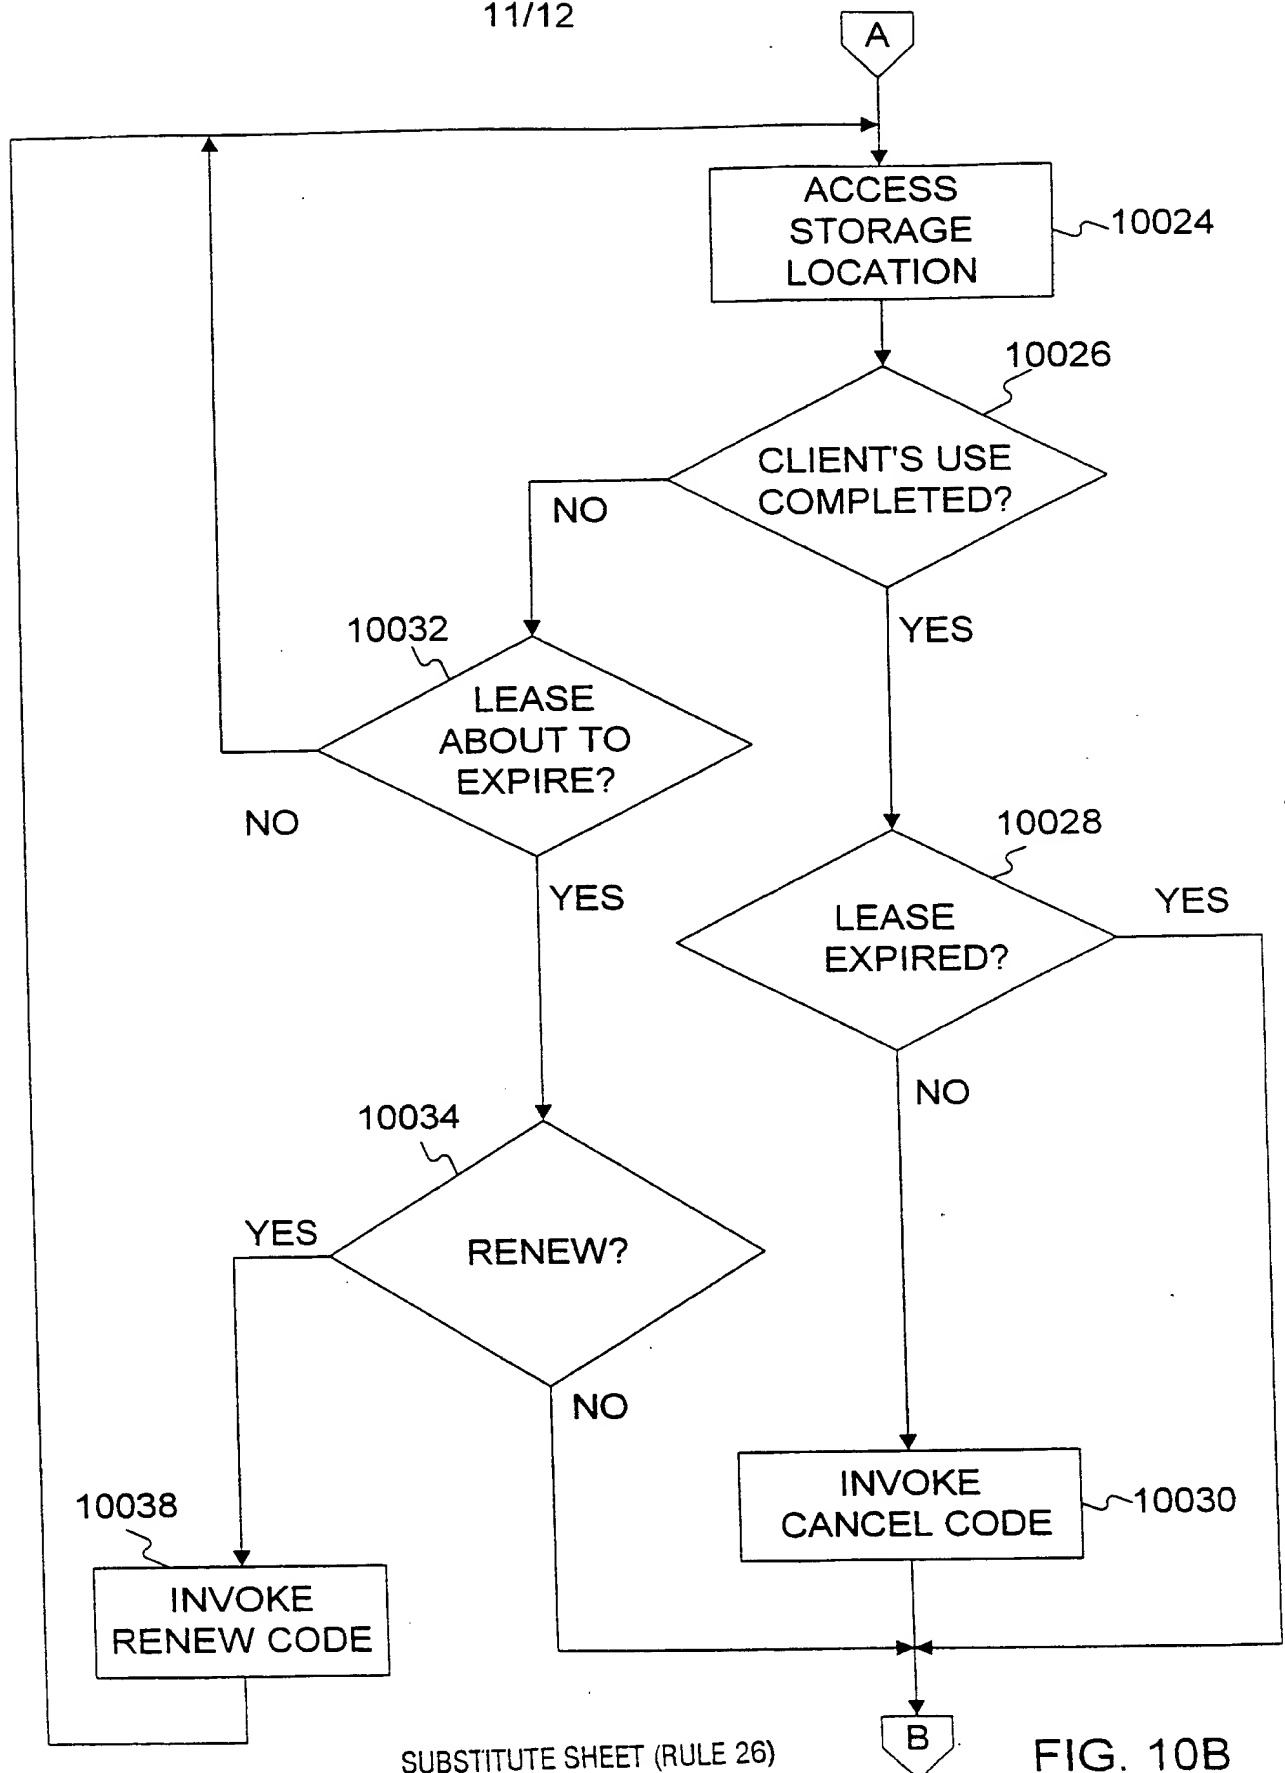 11/12
A
ACCESS
STORAGE
LOCATION
10024
10026
CLIENT'S USE
COMPLETED?
NO
YES
10032
LEASE
ABOUT TO
EXPIRE?
NO
YES
10028
LEASE
EXPIRED?
YES
NO
10034
RENEW?
YES
NO
INVOKE
CANCEL CODE
10030
10038
INVOKE
RENEW CODE
B
SUBSTITUTE SHEET (RULE 26)
FIG. 10B